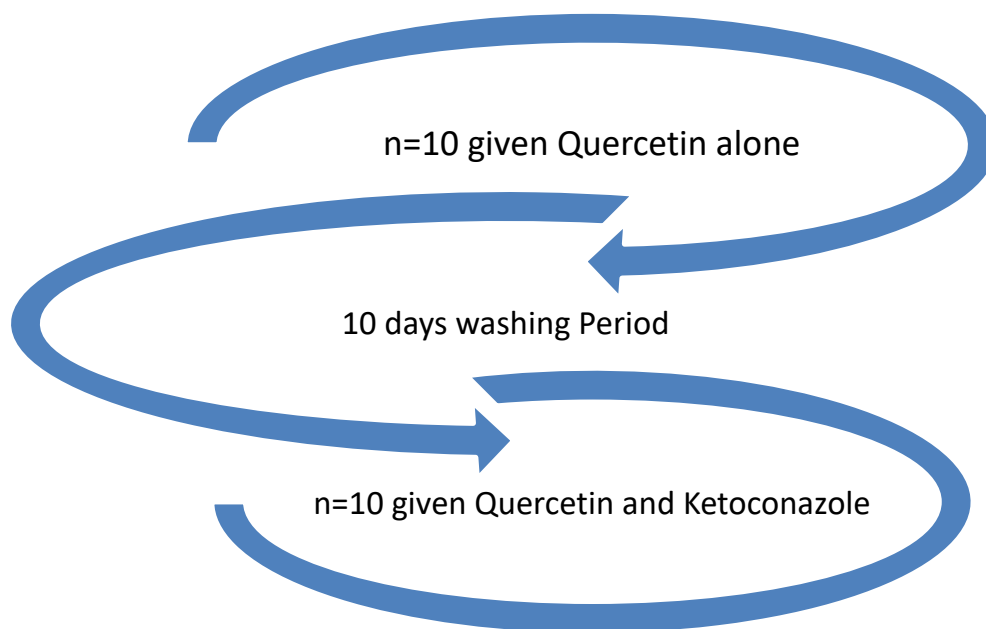 n=10 given Quercetin alone
10 days washing Period
n=10 given Quercetin and Ketoconazole